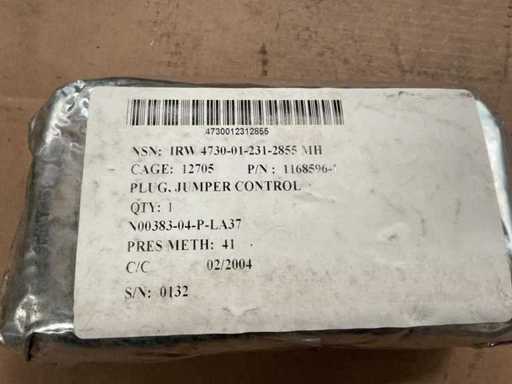 4730012312855
NSN: 1RW 4730-01-231-2855 MH
CAGE: 12705 P/N : 1168596-
PLUG, JUMPER CONTROL
QTY: 1
N00383-04-P-LA37
PRES METH: 41
C/C 02/2004
S/N: 0132